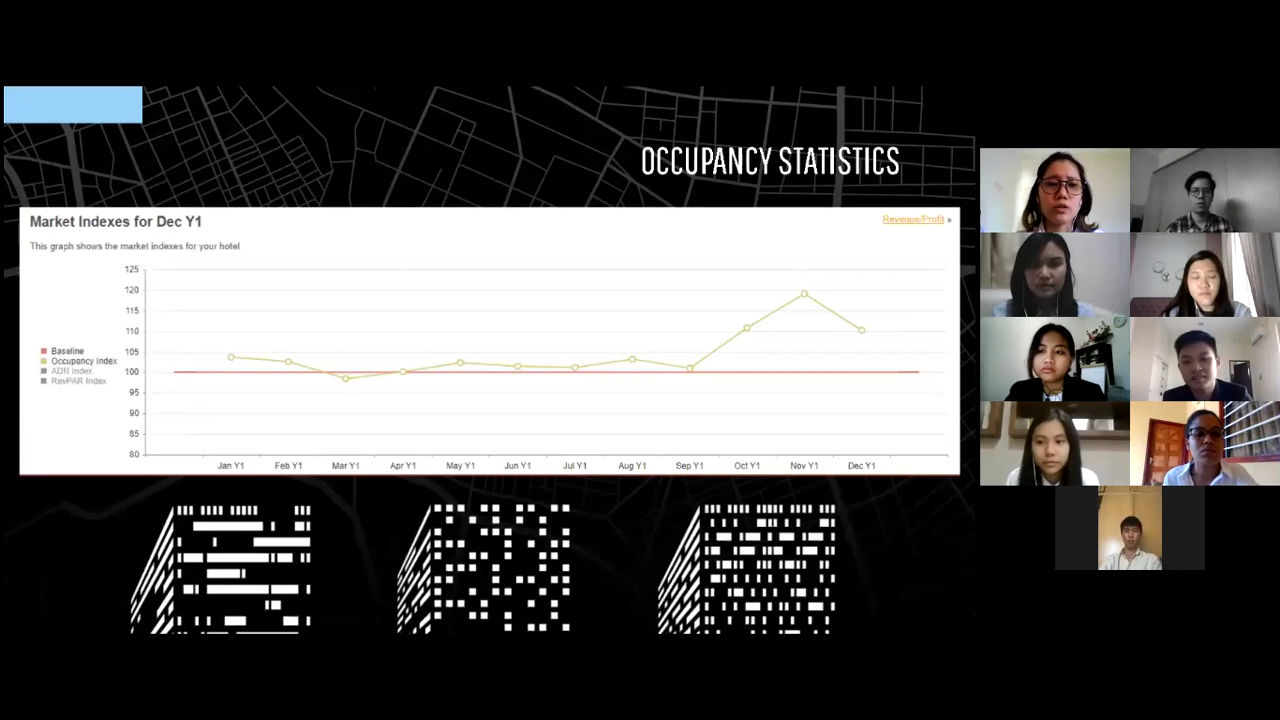 OCCUPANCY STATISTICS
Market Indexes for Dec Y1
Revenue/Profit »
This graph shows the market indexes for your hotel
125
120
115
110
105
100
95
90
85
80
Baseline
Occupancy Index
ADR Index
RevPAR Index
Jan Y1 Feb Y1 Mar Y1 Apr Y1 May Y1 Jun Y1 Jul Y1 Aug Y1 Sep Y1 Oct Y1 Nov Y1 Dec Y1